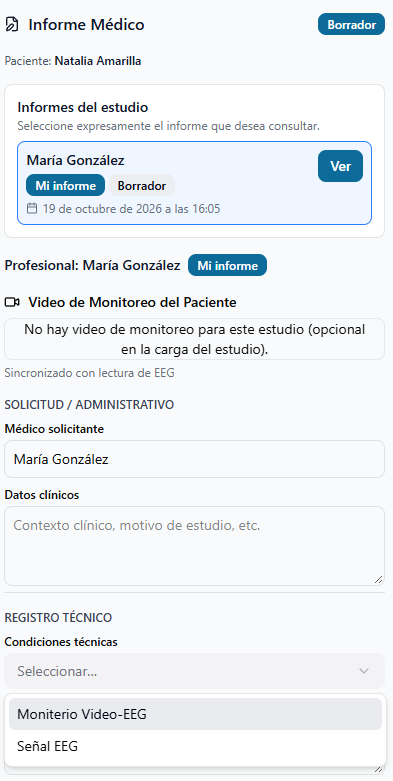 Informe Médico
Borrador
Paciente: Natalia Amarilla
Informes del estudio
Seleccione expresamente el informe que desea consultar.
María González
Ver
Mi informe
Borrador
19 de octubre de 2026 a las 16:05
Profesional: María González
Mi informe
Video de Monitoreo del Paciente
No hay video de monitoreo para este estudio (opcional
en la carga del estudio).
Sincronizado con lectura de EEG
SOLICITUD / ADMINISTRATIVO
Médico solicitante
María González
Datos clínicos
Contexto clínico, motivo de estudio, etc.
REGISTRO TÉCNICO
Condiciones técnicas
Seleccionar...
Moniterio Video-EEG
Señal EEG